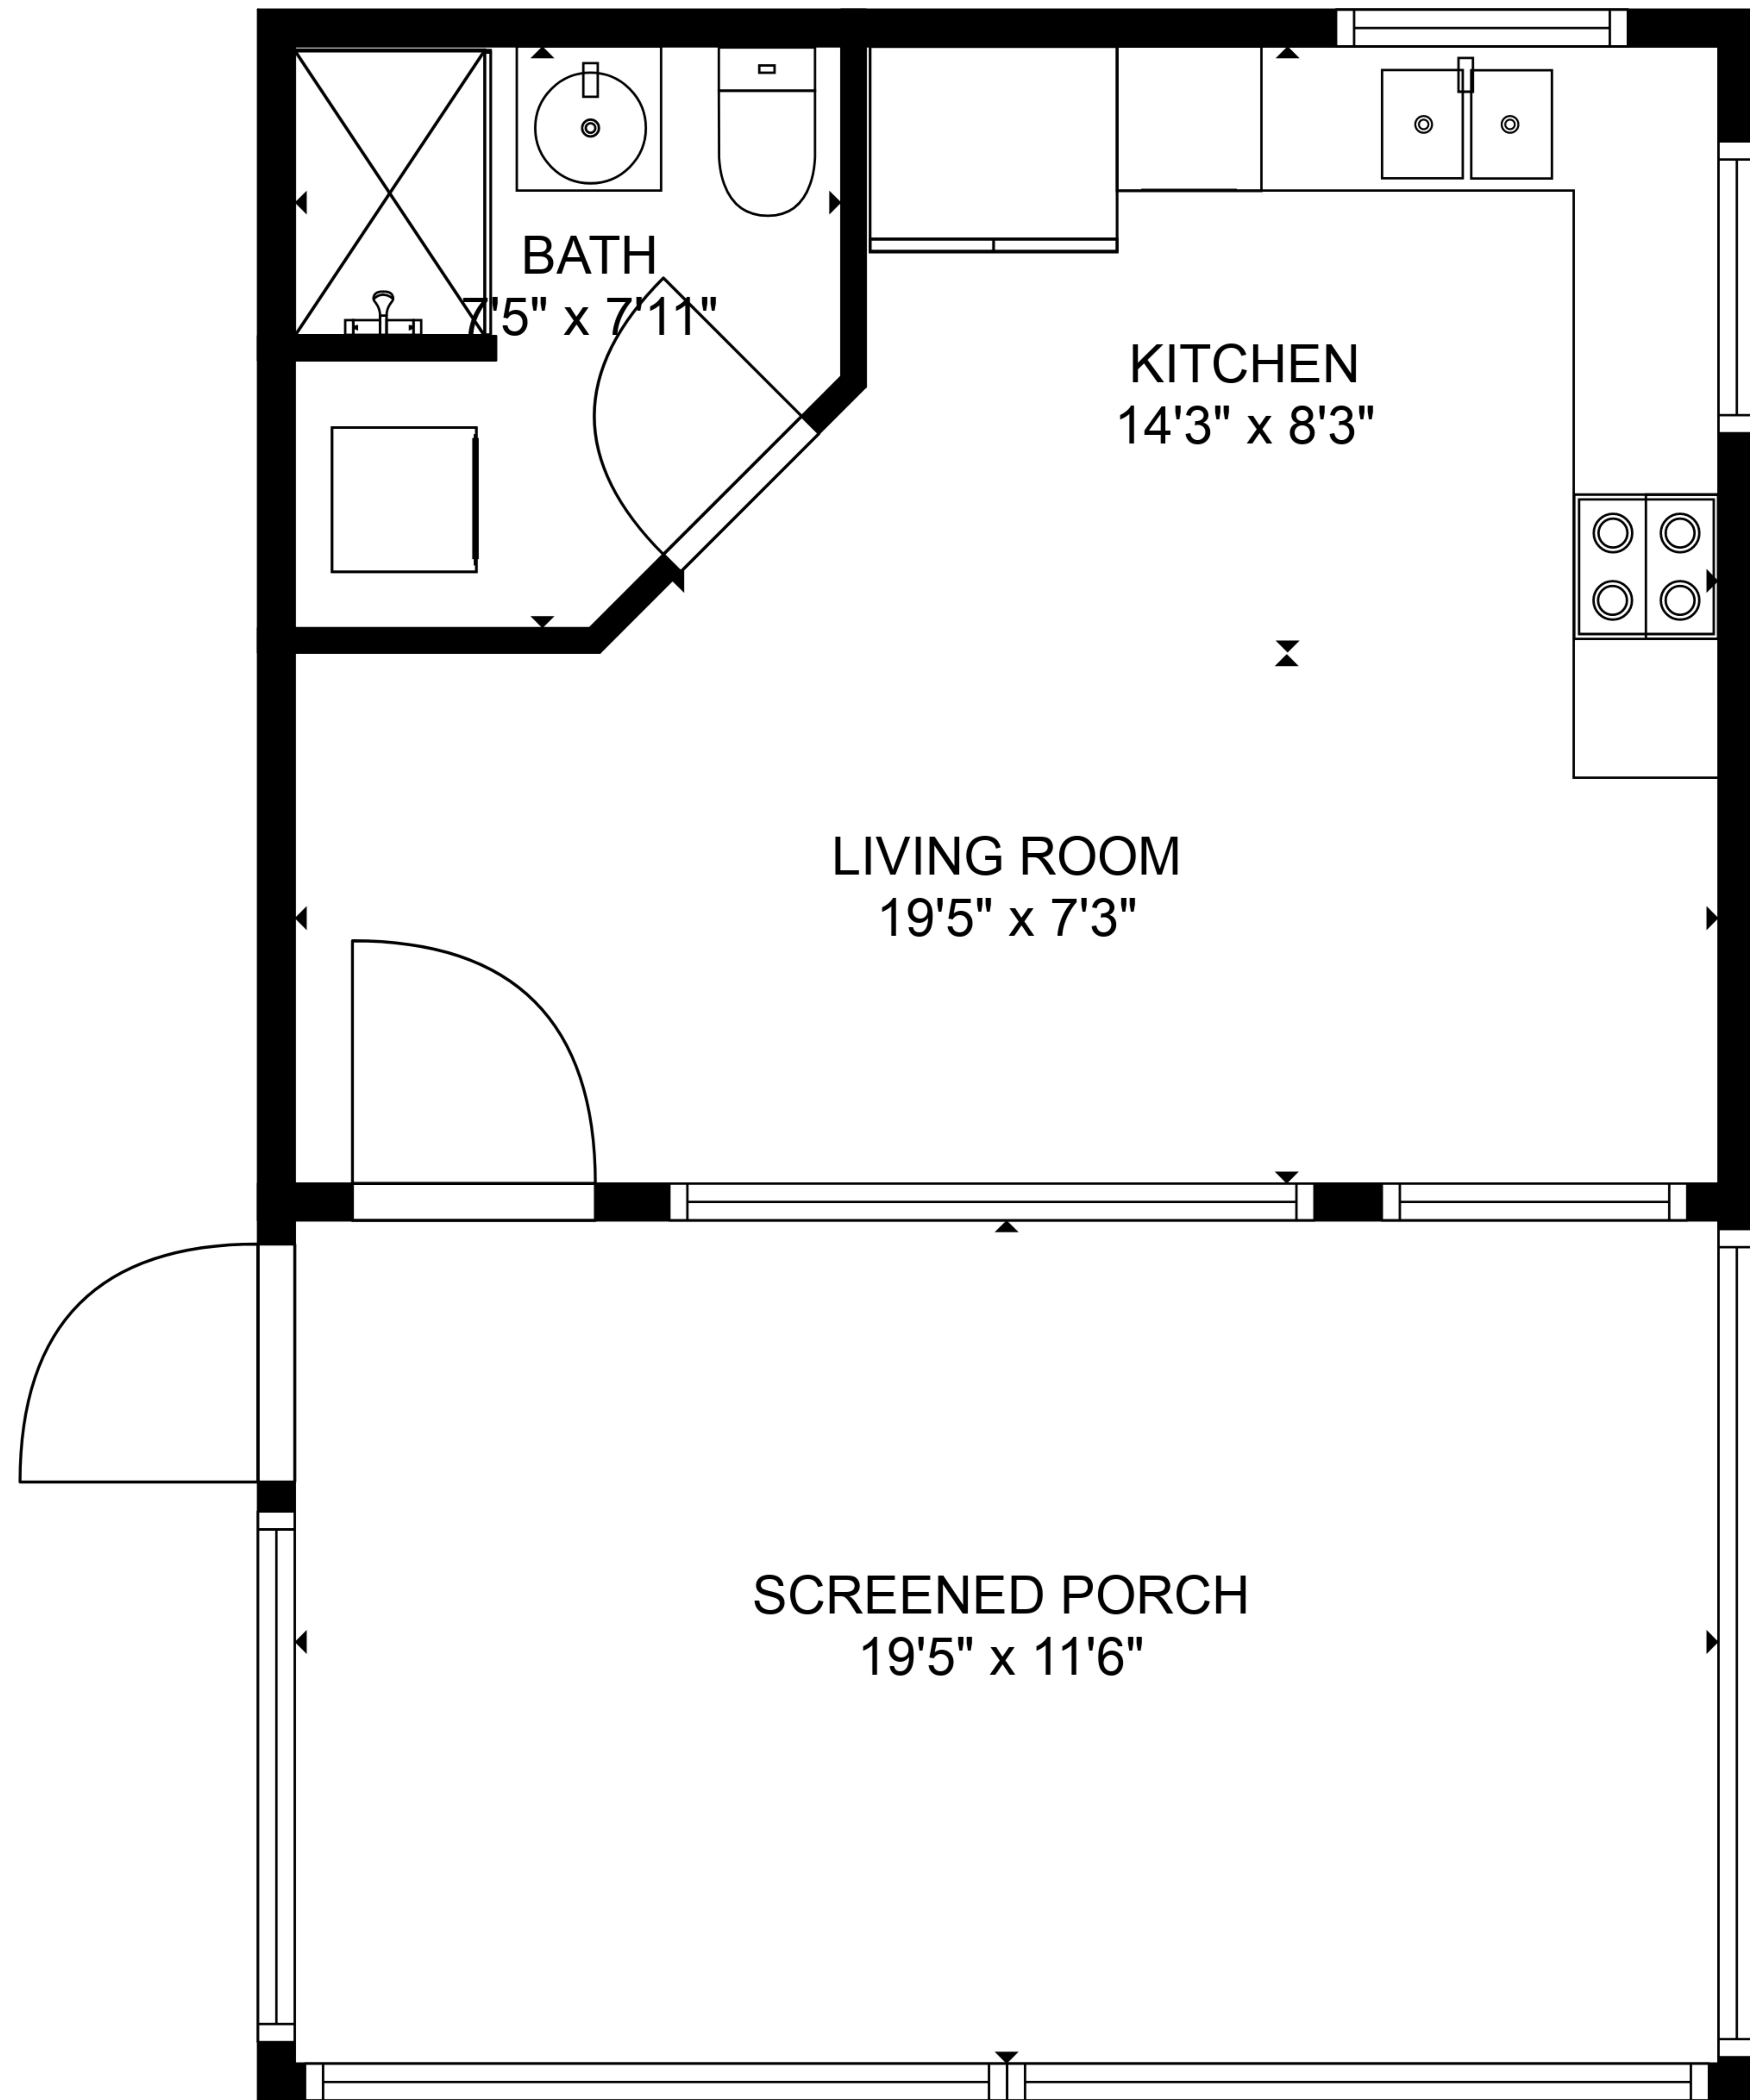 BATH
7'5" x 7'11"
KITCHEN
14'3" x 8'3"
LIVING ROOM
19'5" x 7'3"
SCREENED PORCH
19'5" x 11'6"